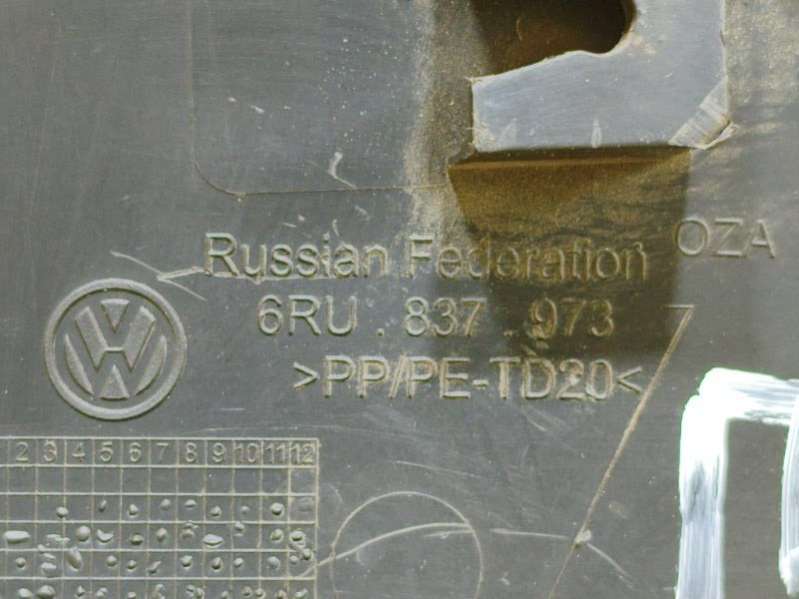 Russian Federation OZA
6RU . 837 . 973
>PP/PE-TD20<
2 3 4 5 6 7 8 9 10 11 12